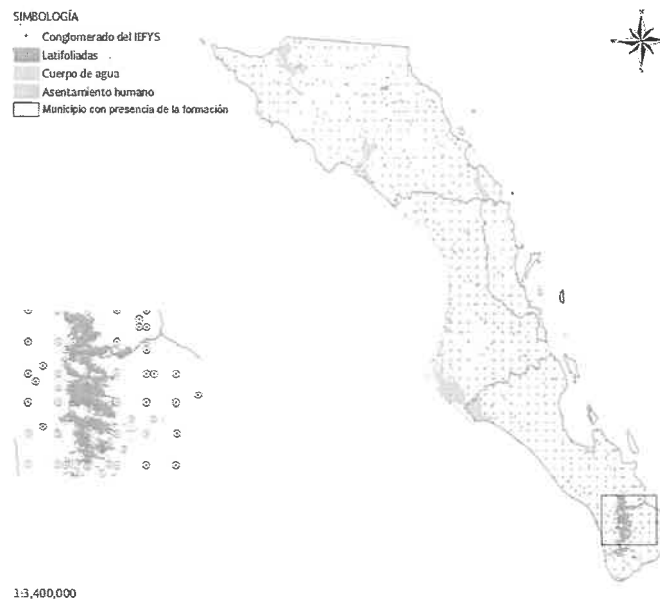 SIMBOLOGÍA
Conglomerado del IEFYS
Latifoliadas
Cuerpo de agua
Asentamiento humano
Municipio con presencia de la formación
1:3,400,000